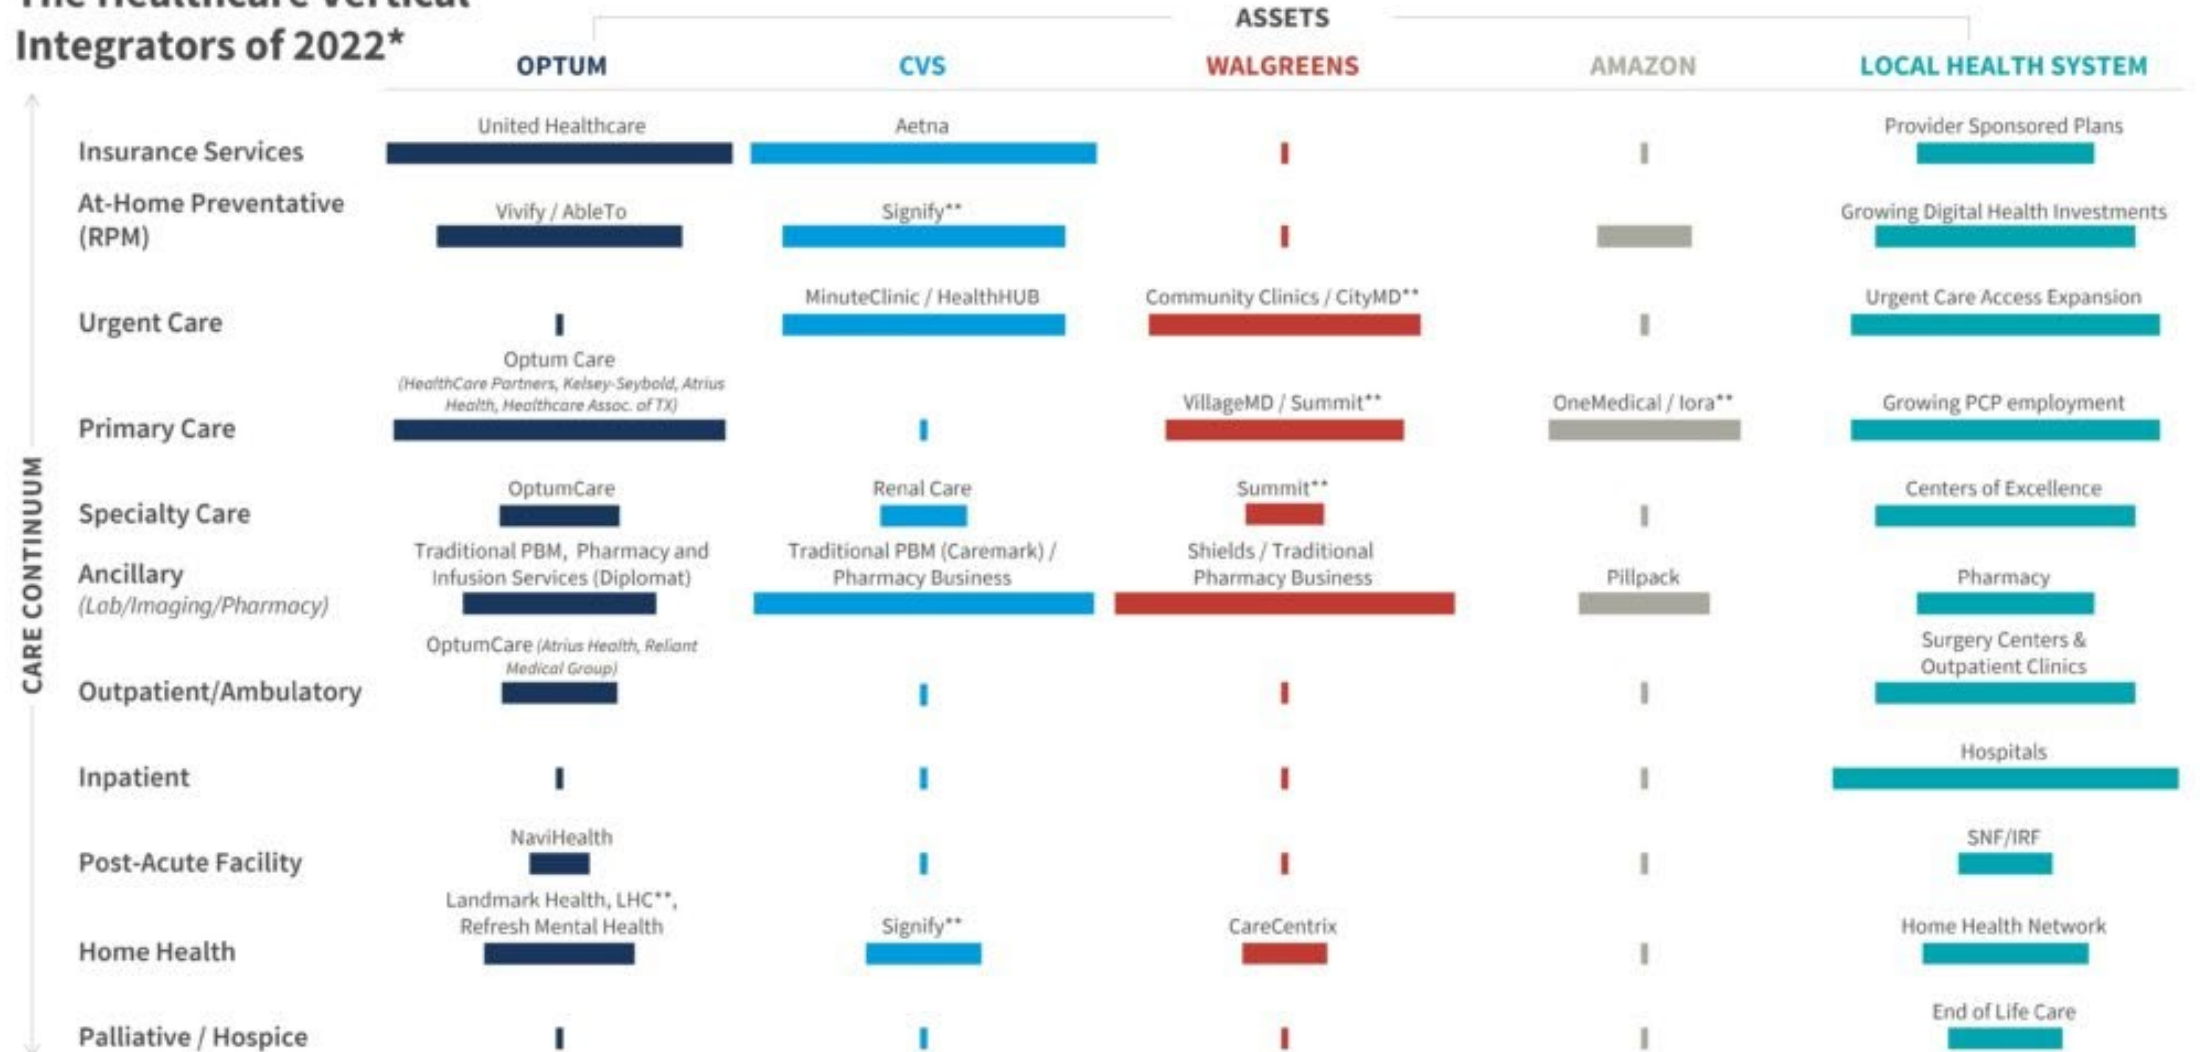 The Healthcare Vertical
Integrators of 2022*
ASSETS
OPTUM CVS WALGREENS AMAZON LOCAL HEALTH SYSTEM
CARE CONTINUUM
United Healthcare Aetna Provider Sponsored Plans
Insurance Services
At-Home Preventative
(RPM)
Vivify / AbleTo Signify** Growing Digital Health Investments
MinuteClinic / HealthHUB Community Clinics / CityMD** Urgent Care Access Expansion
Urgent Care
Optum Care
(HealthCare Partners, Kelsey-Seybold, Atrius
Health, Healthcare Assoc. of TX)
VillageMD / Summit** OneMedical / Iora** Growing PCP employment
Primary Care
OptumCare Renal Care Summit** Centers of Excellence
Specialty Care
Traditional PBM, Pharmacy and
Infusion Services (Diplomat)
Traditional PBM (Caremark) /
Pharmacy Business
Shields / Traditional
Pharmacy Business
Pillpack Pharmacy
Ancillary
(Lab/Imaging/Pharmacy)
OptumCare (Atrius Health, Reliant
Medical Group)
Surgery Centers &
Outpatient Clinics
Outpatient/Ambulatory
Hospitals
Inpatient
NaviHealth SNF/IRF
Post-Acute Facility
Landmark Health, LHC**,
Refresh Mental Health
Signify** CareCentrix Home Health Network
Home Health
End of Life Care
Palliative / Hospice